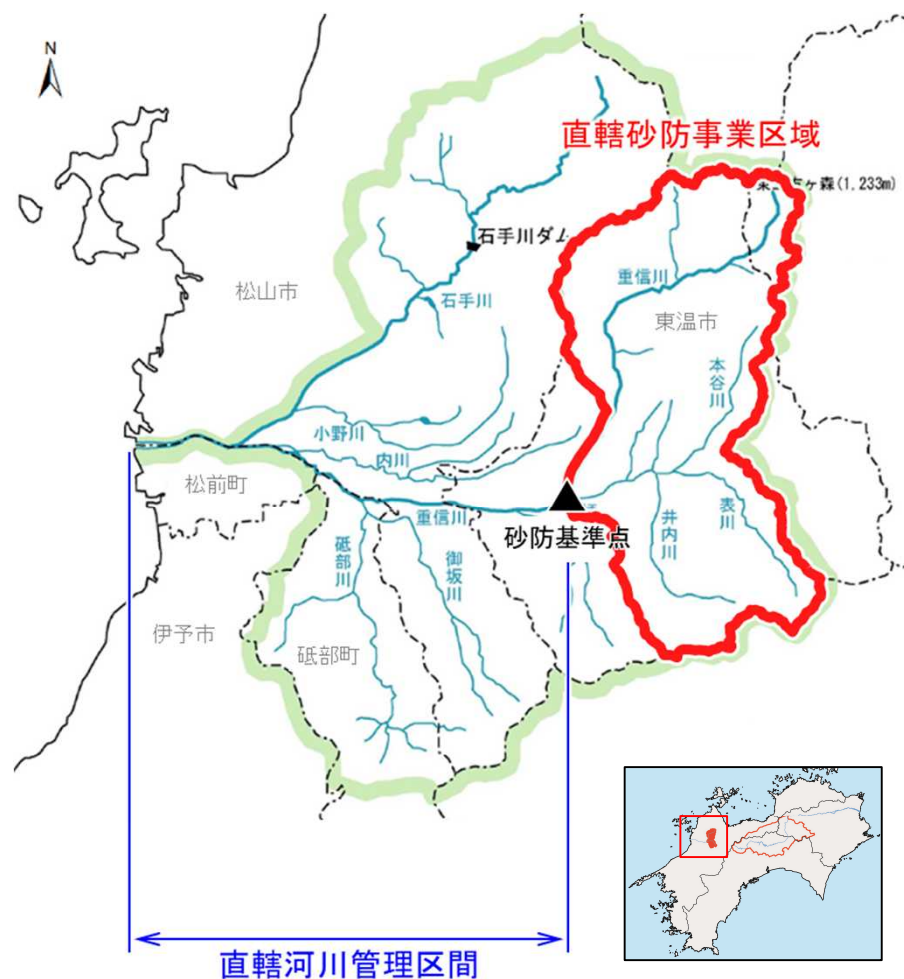 N
直轄砂防事業区域
ヶ森(1.233m)
石手川ダム
重信川
松山市
石手川
東温市
本谷川
小野川
内川
松前町
重信川
砂防基準点
砥部川
御坂川
井内川
表川
伊予市
砥部町
直轄河川管理区間